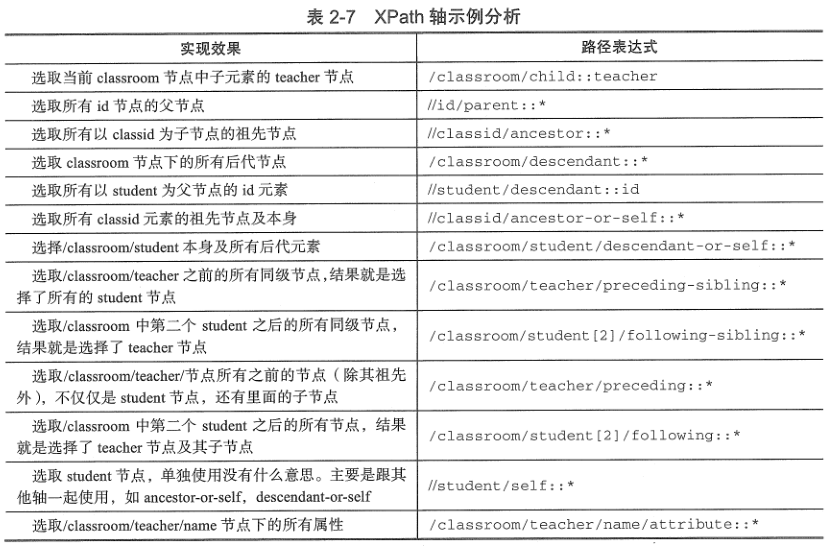 表 2-7 XPath 轴示例分析
实现效果 路径表达式
选取当前 classroom 节点中子元素的 teacher 节点 /classroom/child::teacher
选取所有 id 节点的父节点 //id/parent::*
选取所有以 classid 为子节点的祖先节点 //classid/ancestor::*
选取 classroom 节点下的所有后代节点 /classroom/descendant::*
选取所有以 student 为父节点的 id 元素 //student/descendant::id
选取所有 classid 元素的祖先节点及本身 //classid/ancestor-or-self::*
选择/classroom/student 本身及所有后代元素 /classroom/student/descendant-or-self::*
选取/classroom/teacher 之前的所有同级节点，结果就是选
择了所有的 student 节点
/classroom/teacher/preceding-sibling::*
选取/classroom 中第二个 student 之后的所有同级节点，
结果就是选择了 teacher 节点
/classroom/student[2]/following-sibling::*
选取/classroom/teacher/节点所有之前的节点（除其祖先
外），不仅仅是 student 节点，还有里面的子节点
/classroom/teacher/preceding::*
选取/classroom 中第二个 student 之后的所有节点，结果
就是选择了 teacher 节点及其子节点
/classroom/student[2]/following::*
选取 student 节点，单独使用没有什么意思。主要是跟其
他轴一起使用，如 ancestor-or-self，descendant-or-self
//student/self::*
选取/classroom/teacher/name 节点下的所有属性 /classroom/teacher/name/attribute::*